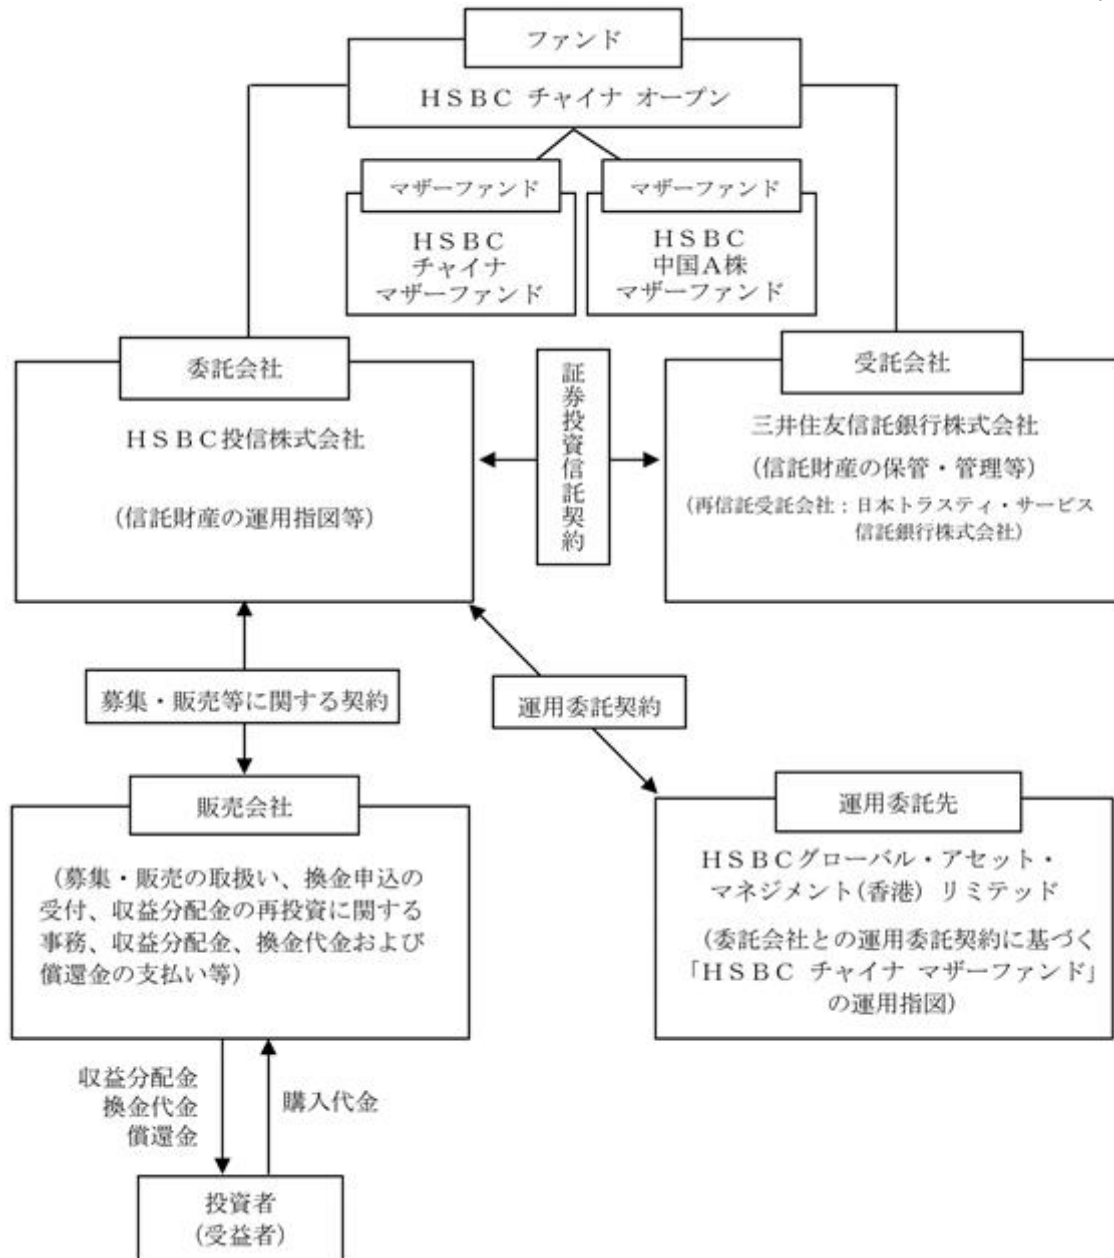 ファンド
HSBC チャイナ オープン
マザーファンド
HSBC
チャイナ
マザーファンド
マザーファンド
HSBC
中国A株
マザーファンド
委託会社
HSBC投信株式会社
(信託財産の運用指図等)
証券投資信託契約
受託会社
三井住友信託銀行株式会社
(信託財産の保管・管理等)
(再信託受託会社:日本トラスティ・サービス
信託銀行株式会社)
募集・販売等に関する契約
運用委託契約
販売会社
(募集・販売の取扱い、換金申込の
受付、収益分配金の再投資に関する
事務、収益分配金、換金代金および
償還金の支払い等)
運用委託先
HSBCグローバル・アセット・
マネジメント(香港) リミテッド
(委託会社との運用委託契約に基づく
「HSBC チャイナ マザーファンド」
の運用指図)
収益分配金
換金代金
償還金
購入代金
投資者
(受益者)